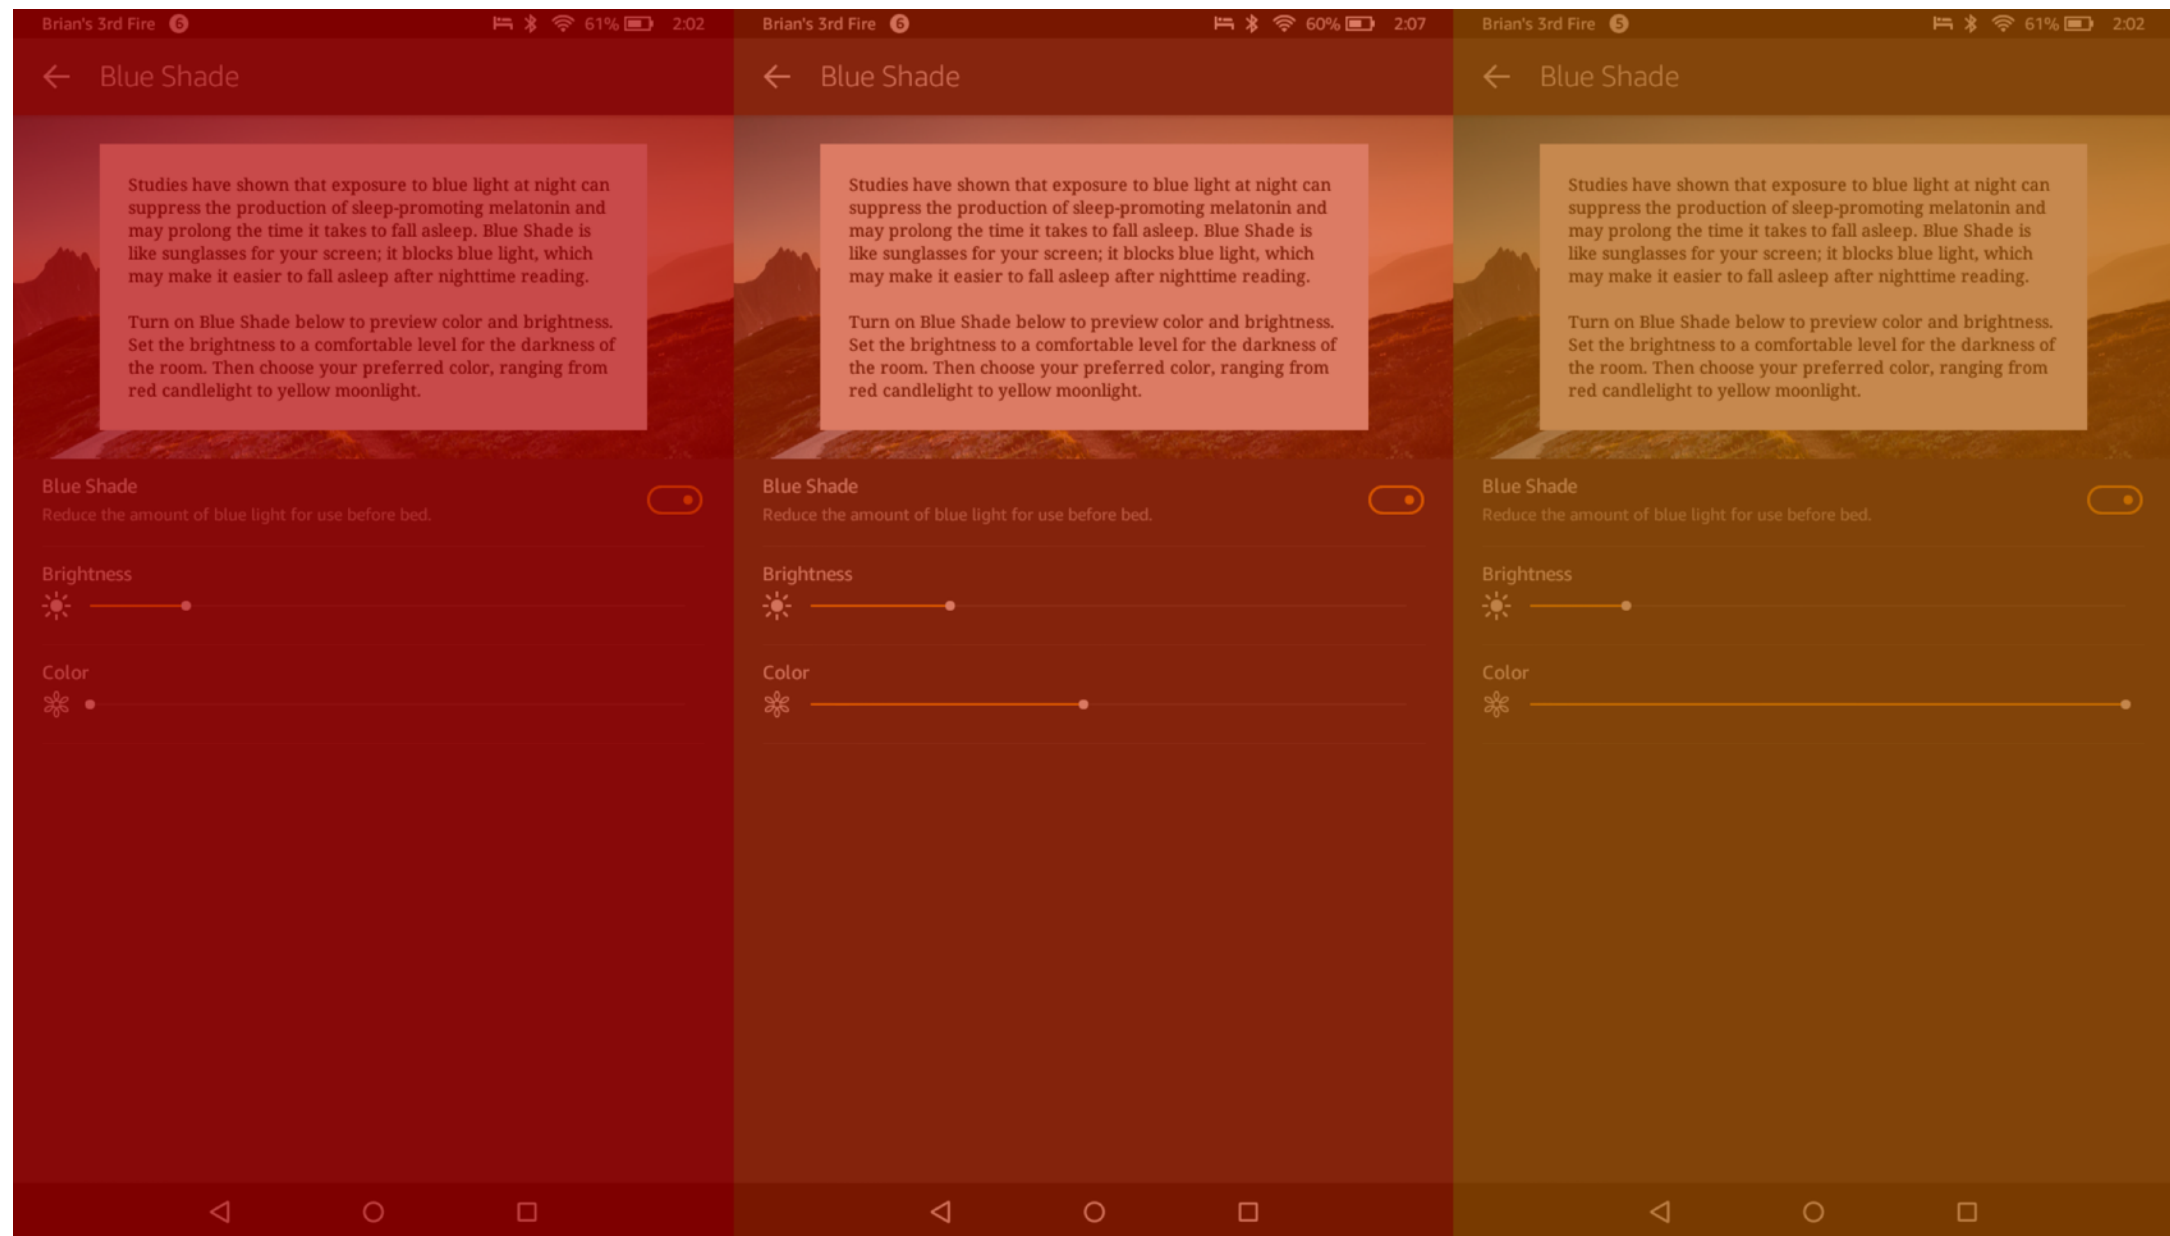 Brian's 3rd Fire 6 61% 2:02
Blue Shade
Studies have shown that exposure to blue light at night can
suppress the production of sleep-promoting melatonin and
may prolong the time it takes to fall asleep. Blue Shade is
like sunglasses for your screen; it blocks blue light, which
may make it easier to fall asleep after nighttime reading.
Turn on Blue Shade below to preview color and brightness.
Set the brightness to a comfortable level for the darkness of
the room. Then choose your preferred color, ranging from
red candlelight to yellow moonlight.
Blue Shade
Reduce the amount of blue light for use before bed.
Brightness
Color
Brian's 3rd Fire 6 60% 2:07
Blue Shade
Studies have shown that exposure to blue light at night can
suppress the production of sleep-promoting melatonin and
may prolong the time it takes to fall asleep. Blue Shade is
like sunglasses for your screen; it blocks blue light, which
may make it easier to fall asleep after nighttime reading.
Turn on Blue Shade below to preview color and brightness.
Set the brightness to a comfortable level for the darkness of
the room. Then choose your preferred color, ranging from
red candlelight to yellow moonlight.
Blue Shade
Reduce the amount of blue light for use before bed.
Brightness
Color
Brian's 3rd Fire 5 61% 2:02
Blue Shade
Studies have shown that exposure to blue light at night can
suppress the production of sleep-promoting melatonin and
may prolong the time it takes to fall asleep. Blue Shade is
like sunglasses for your screen; it blocks blue light, which
may make it easier to fall asleep after nighttime reading.
Turn on Blue Shade below to preview color and brightness.
Set the brightness to a comfortable level for the darkness of
the room. Then choose your preferred color, ranging from
red candlelight to yellow moonlight.
Blue Shade
Reduce the amount of blue light for use before bed.
Brightness
Color